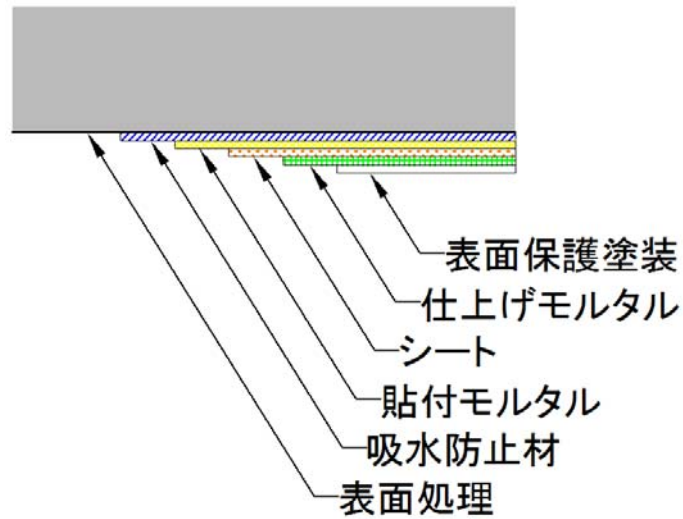 表面保護塗装
仕上げモルタル
シート
貼付モルタル
吸水防止材
表面処理